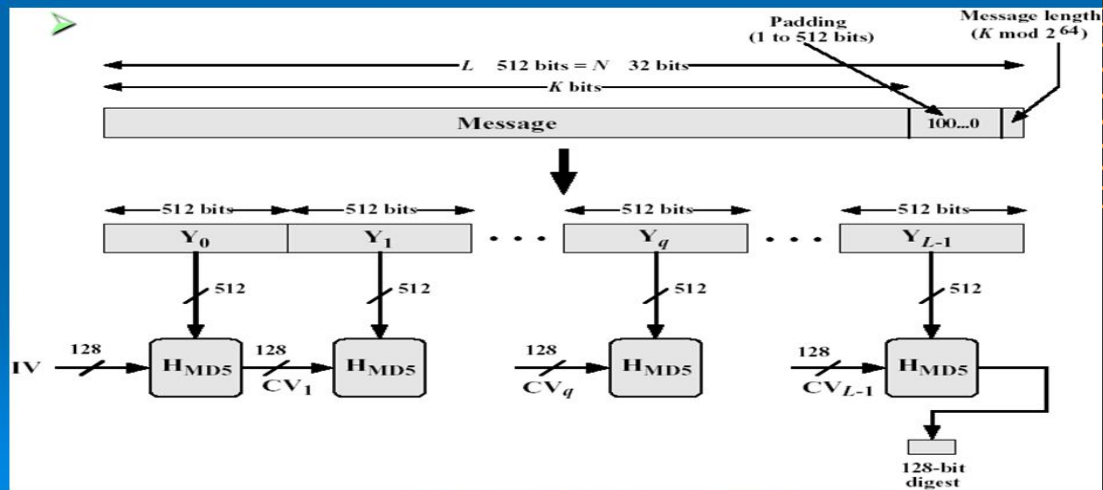 Padding
(1 to 512 bits)
Message length
(K mod 2^64)
L 512 bits = N 32 bits
K bits
Message
100...0
512 bits 512 bits 512 bits 512 bits
Y0 Y1 • • • Yq • • • YL-1
512 512 512 512
IV 128 HMD5 128 CV1 HMD5 128 CVq HMD5 128 CVL-1 HMD5
128-bit
digest